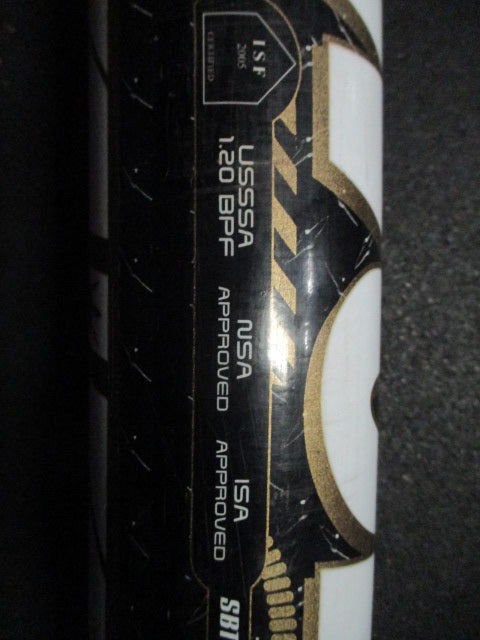 ISF
2005
CERTIFIED
USSSA
1.20 BPF
NSA
APPROVED
ISA
APPROVED